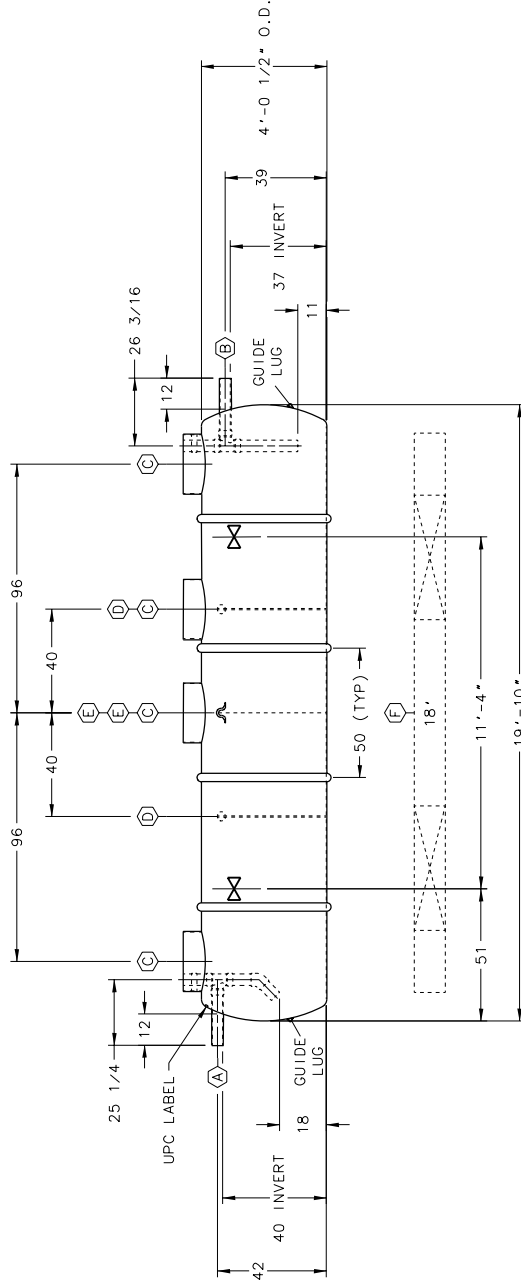 96
96
40
40
C
D
E
E
C
D
C
25 1/4
12
26 3/16
12
UPC LABEL
A
B
GUIDE
LUG
GUIDE
LUG
42
40 INVERT
18
11
37 INVERT
39
4'-0 1/2" O.D.
50 (TYP)
F
18'
51
11'-4"
19'-10"